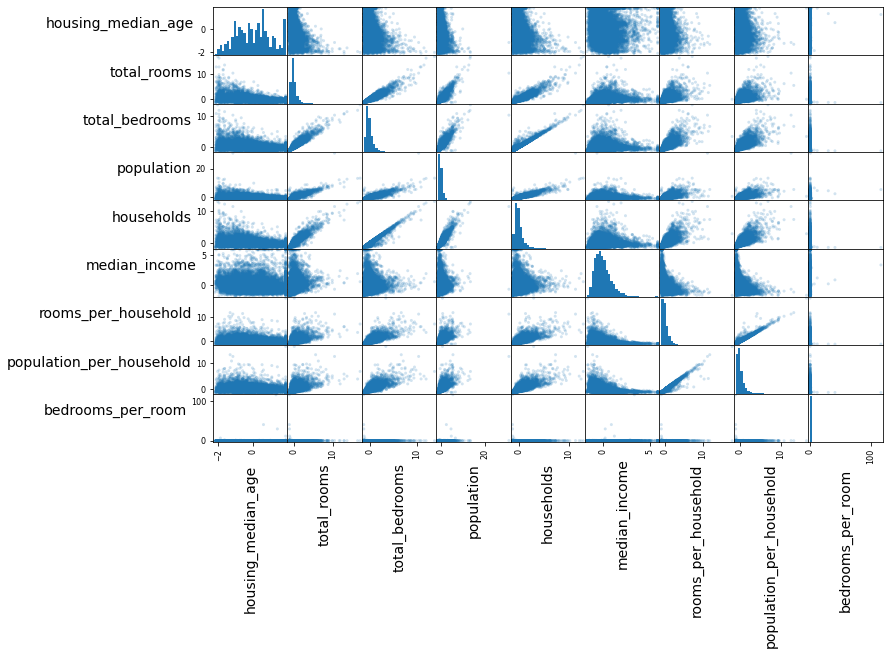 housing_median_age
0
-2
total_rooms
10
0
total_bedrooms
10
0
population
20
0
households
10
0
median_income
5
0
rooms_per_household
10
0
population_per_household
10
0
bedrooms_per_room
100
0
−2
0
0
10
0
10
0
20
0
10
0
5
0
10
0
10
0
100
housing_median_age
total_rooms
total_bedrooms
population
households
median_income
rooms_per_household
population_per_household
bedrooms_per_room